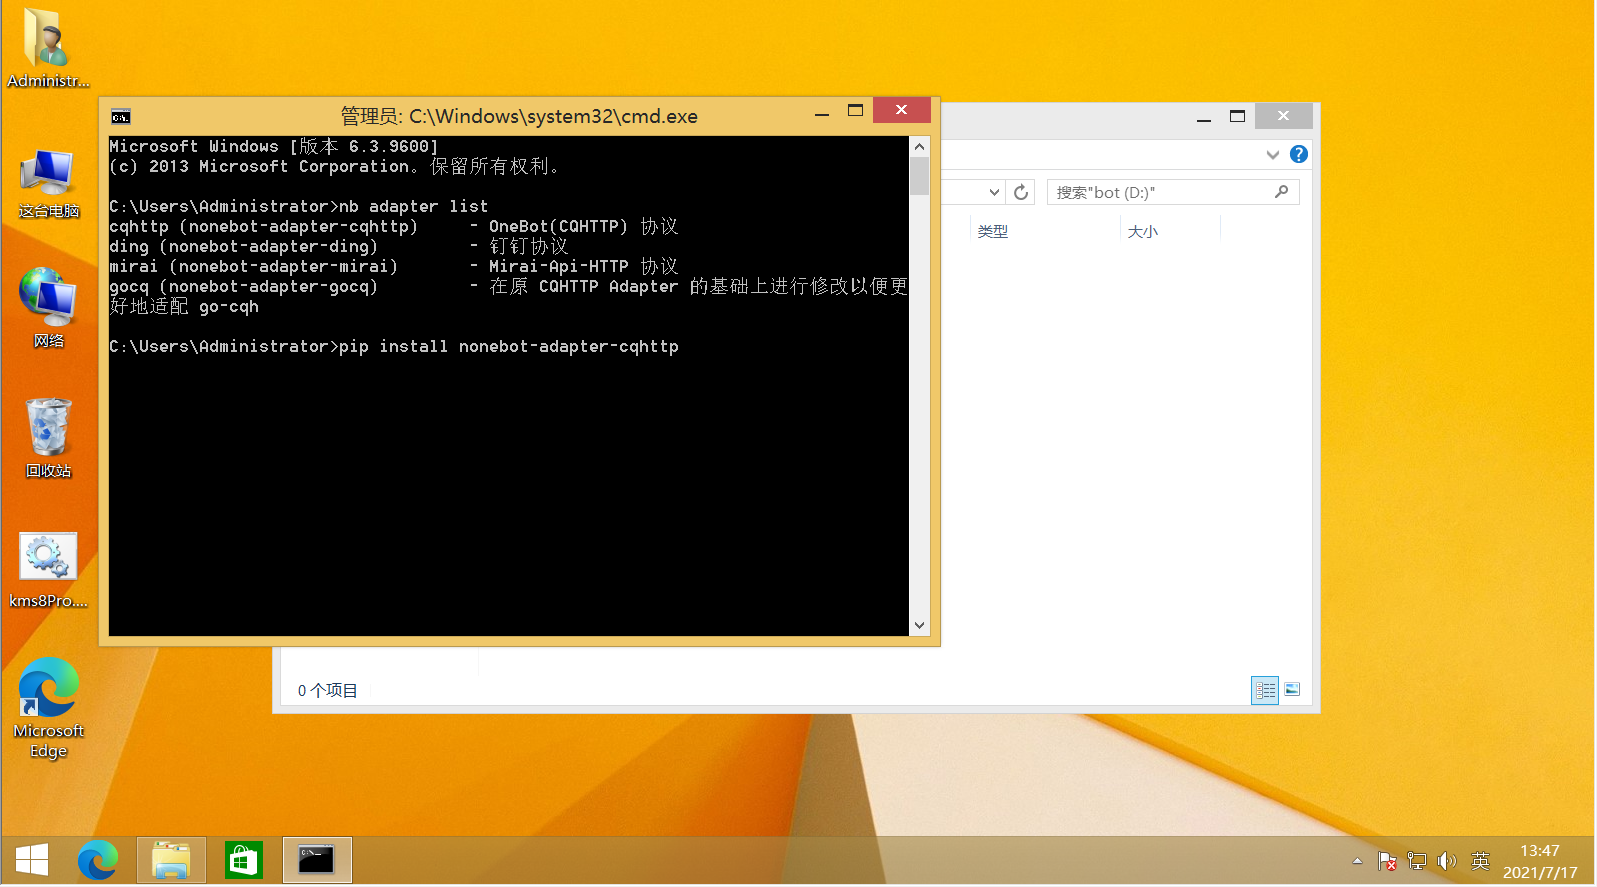 Administr...
这台电脑
网络
回收站
kms8Pro....
Microsoft
Edge
管理员: C:\Windows\system32\cmd.exe
Microsoft Windows [版本 6.3.9600]
(c) 2013 Microsoft Corporation。保留所有权利。
C:\Users\Administrator>nb adapter list
cqhttp (nonebot-adapter-cqhttp) - OneBot(CQHTTP) 协议
ding (nonebot-adapter-ding) - 钉钉协议
mirai (nonebot-adapter-mirai) - Mirai-Api-HTTP 协议
gocq (nonebot-adapter-gocq) - 在原 CQHTTP Adapter 的基础上进行修改以便更
好地适配 go-cqh
C:\Users\Administrator>pip install nonebot-adapter-cqhttp
搜索"bot (D:)"
类型 大小
0 个项目
英
13:47
2021/7/17